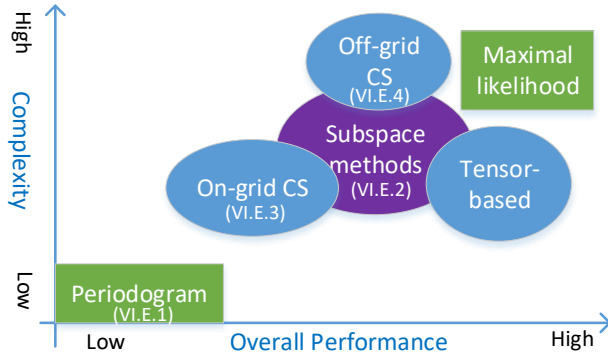 High
Complexity
Low
Off-grid
CS
(VI.E.4)
Maximal
likelihood
Subspace
methods
(VI.E.2)
On-grid CS
(VI.E.3)
Tensor-
based
Periodogram
(VI.E.1)
Low
Overall Performance
High